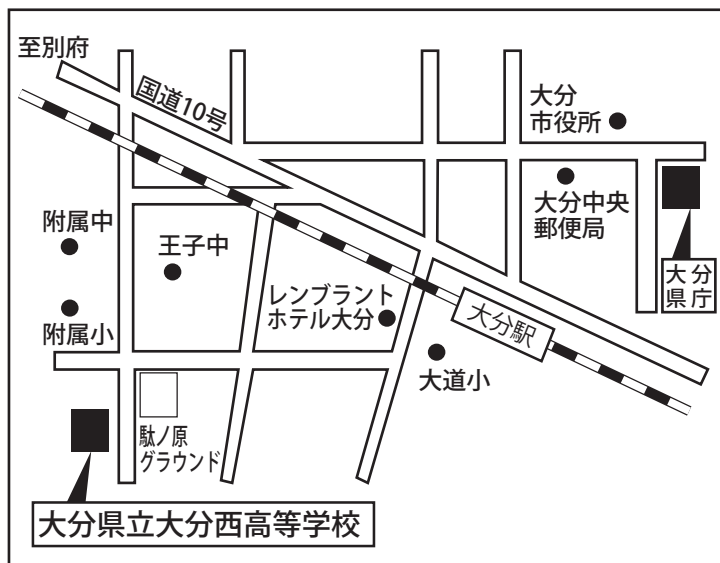 至別府
国道10号
大分
市役所
大分中央
郵便局
大分
県庁
附属中
王子中
附属小
レンブラント
ホテル大分
大分駅
大道小
駄ノ原
グラウンド
大分県立大分西高等学校